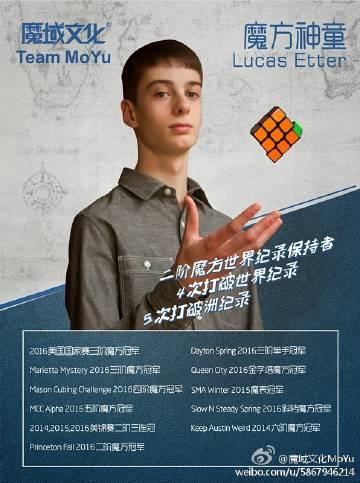 魔域文化®
Team MoYu
魔方神童
Lucas Etter
二阶魔方世界纪录保持者
4次打破世界纪录
5次打破洲纪录
2016美国国家赛三阶魔方冠军
Marietta Mystery 2016三阶魔方冠军
Mason Cubing Challenge 2016四阶魔方冠军
MCC Alpha 2016五阶魔方冠军
2014,2015,2016美锦赛二阶三连冠
Princeton Fall 2016二阶魔方冠军
Dayton Spring 2016三阶单手冠军
Queen City 2016金字塔魔方冠军
SMA Winter 2015魔表冠军
Slow N Steady Spring 2016斜转魔方冠军
Keep Austin Weird 2014六阶魔方冠军
@魔域文化MoYu
weibo.com/u/5867946214